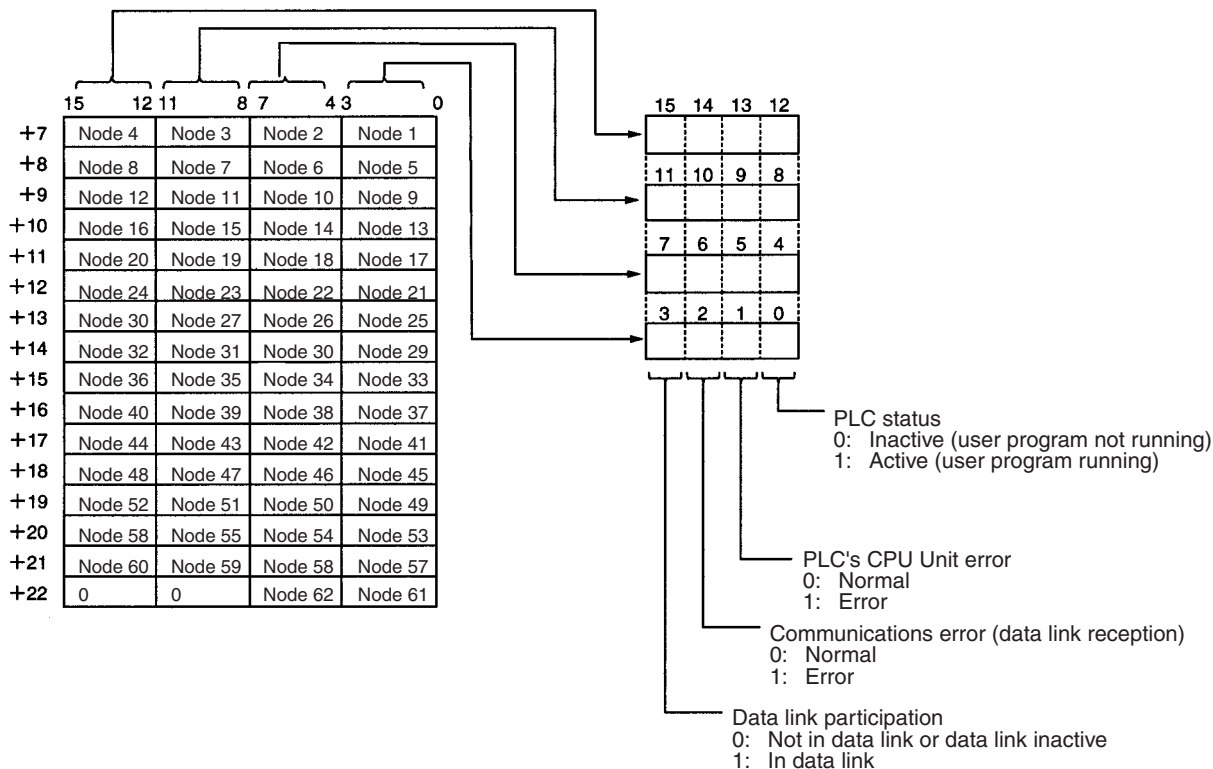 15 12 11 8 7 4 3 0
+7 Node 4 Node 3 Node 2 Node 1
+8 Node 8 Node 7 Node 6 Node 5
+9 Node 12 Node 11 Node 10 Node 9
+10 Node 16 Node 15 Node 14 Node 13
+11 Node 20 Node 19 Node 18 Node 17
+12 Node 24 Node 23 Node 22 Node 21
+13 Node 30 Node 27 Node 26 Node 25
+14 Node 32 Node 31 Node 30 Node 29
+15 Node 36 Node 35 Node 34 Node 33
+16 Node 40 Node 39 Node 38 Node 37
+17 Node 44 Node 43 Node 42 Node 41
+18 Node 48 Node 47 Node 46 Node 45
+19 Node 52 Node 51 Node 50 Node 49
+20 Node 58 Node 55 Node 54 Node 53
+21 Node 60 Node 59 Node 58 Node 57
+22 0 0 Node 62 Node 61
15 14 13 12
11 10 9 8
7 6 5 4
3 2 1 0
PLC status
0: Inactive (user program not running)
1: Active (user program running)
PLC's CPU Unit error
0: Normal
1: Error
Communications error (data link reception)
0: Normal
1: Error
Data link participation
0: Not in data link or data link inactive
1: In data link